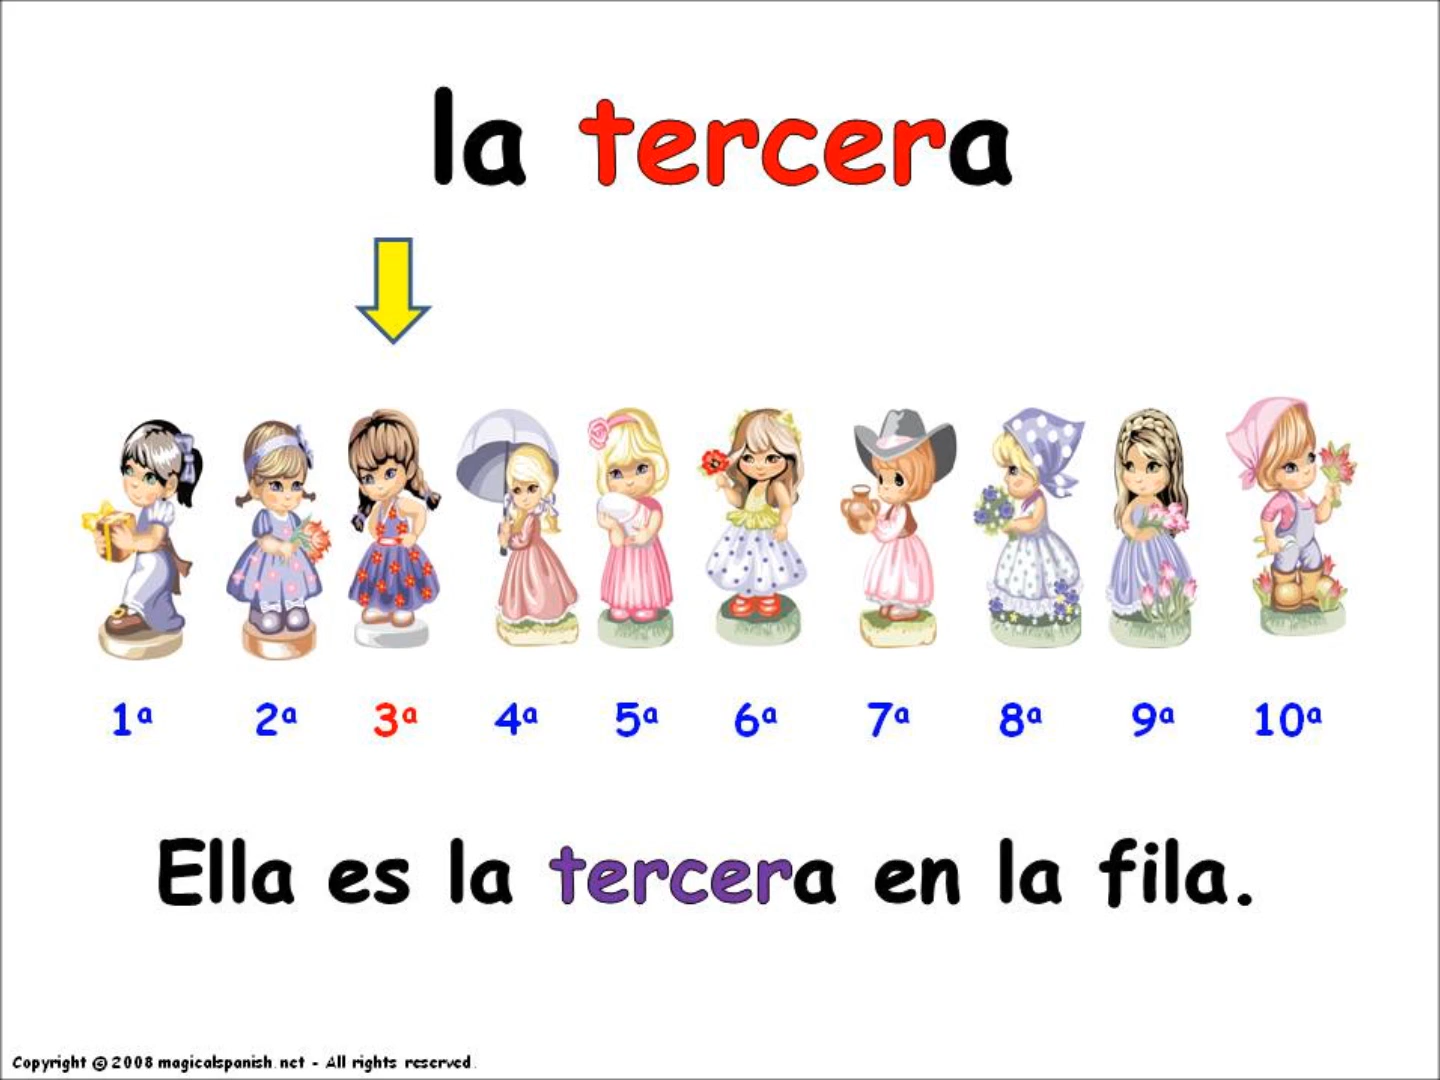 la tercera
1ª 2ª 3ª 4ª 5ª 6ª 7ª 8ª 9ª 10ª
Ella es la tercera en la fila.
Copyright © 2008 magicalspanish.net - All rights reserved.